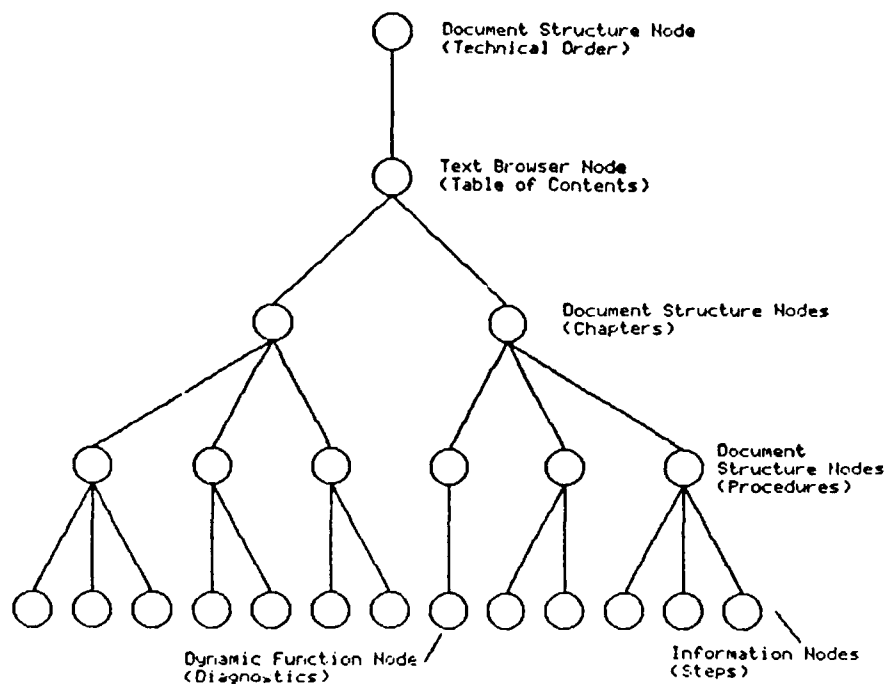 Document Structure Node
(Technical Order)
Text Browser Node
(Table of Contents)
Document Structure Nodes
(Chapters)
Document
Structure Nodes
(Procedures)
Dynamic Function Node
(Diagnostics)
Information Nodes
(Steps)